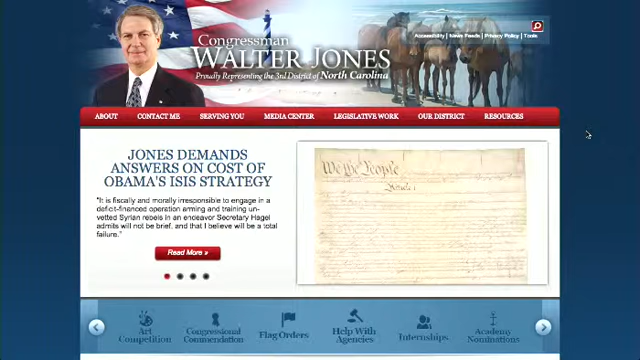 Congressman
WALTER JONES
Proudly Representing the 3rd District of North Carolina
Accessibility | News Feeds | Privacy Policy | Tools
ABOUT CONTACT ME SERVING YOU MEDIA CENTER LEGISLATIVE WORK OUR DISTRICT RESOURCES
JONES DEMANDS
ANSWERS ON COST OF
OBAMA'S ISIS STRATEGY
"It is fiscally and morally irresponsible to engage in a
deficit-financed operation arming and training un-
vetted Syrian rebels in an endeavor Secretary Hagel
admits will not be brief, and that I believe will be a total
failure."
Read More »
We the People
Article I
Art
Competition
Congressional
Commendation
Flag Orders
Help With
Agencies
Internships
Academy
Nominations